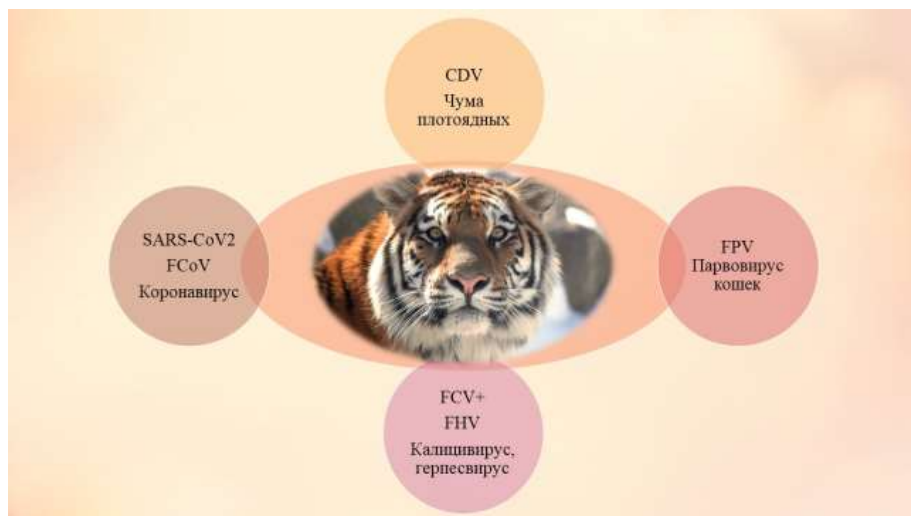 CDV
Чума
плотоядных
SARS-CoV2
FCoV
Коронавирус
FPV
Парвовирус
кошек
FCV+
FHV
Калицивирус,
герпесвирус